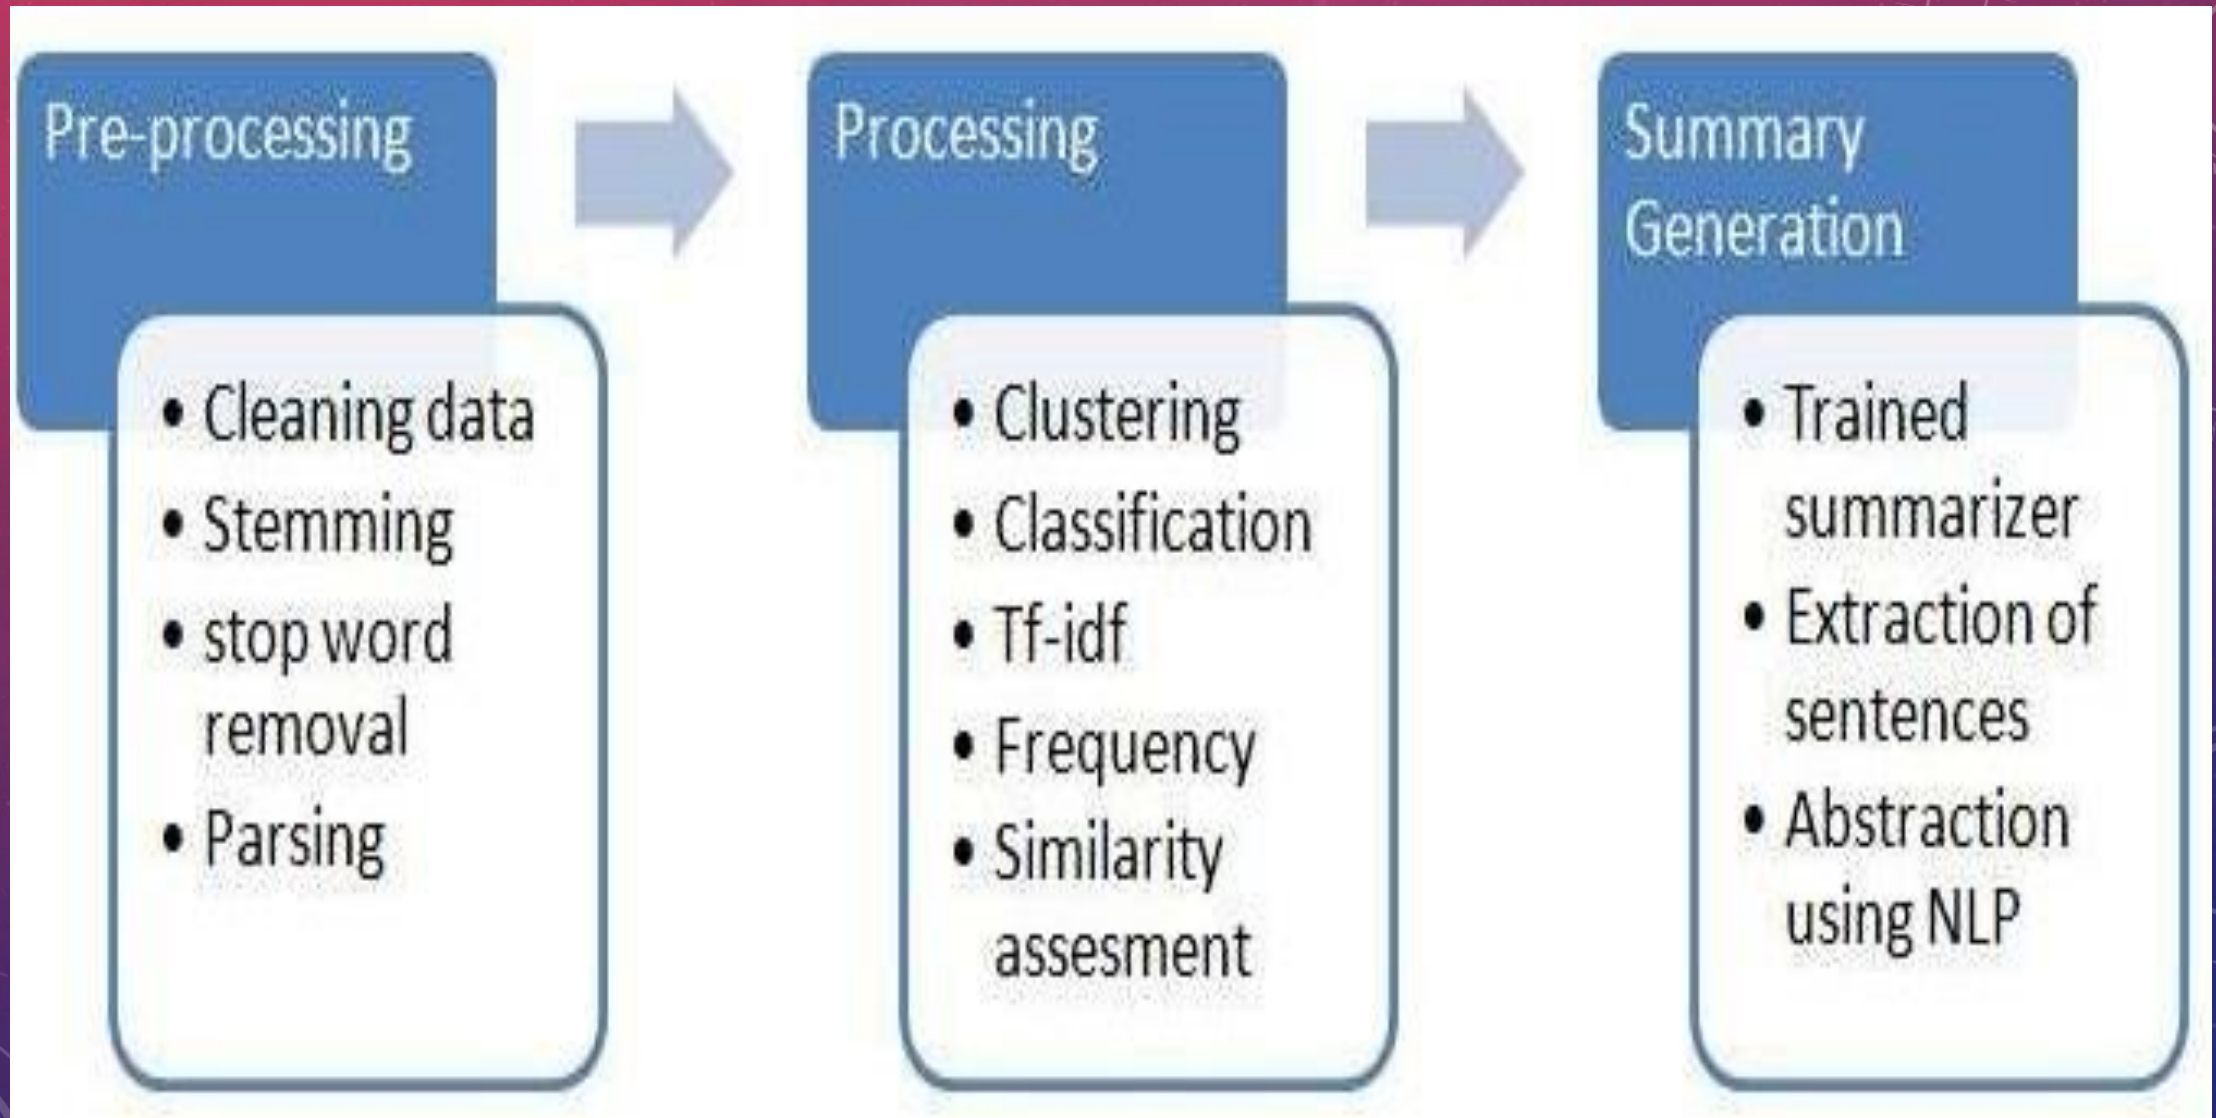 Pre-processing
• Cleaning data
• Stemming
• stop word
removal
• Parsing
Processing
• Clustering
• Classification
• Tf-idf
• Frequency
• Similarity
assesment
Summary
Generation
• Trained
summarizer
• Extraction of
sentences
• Abstraction
using NLP